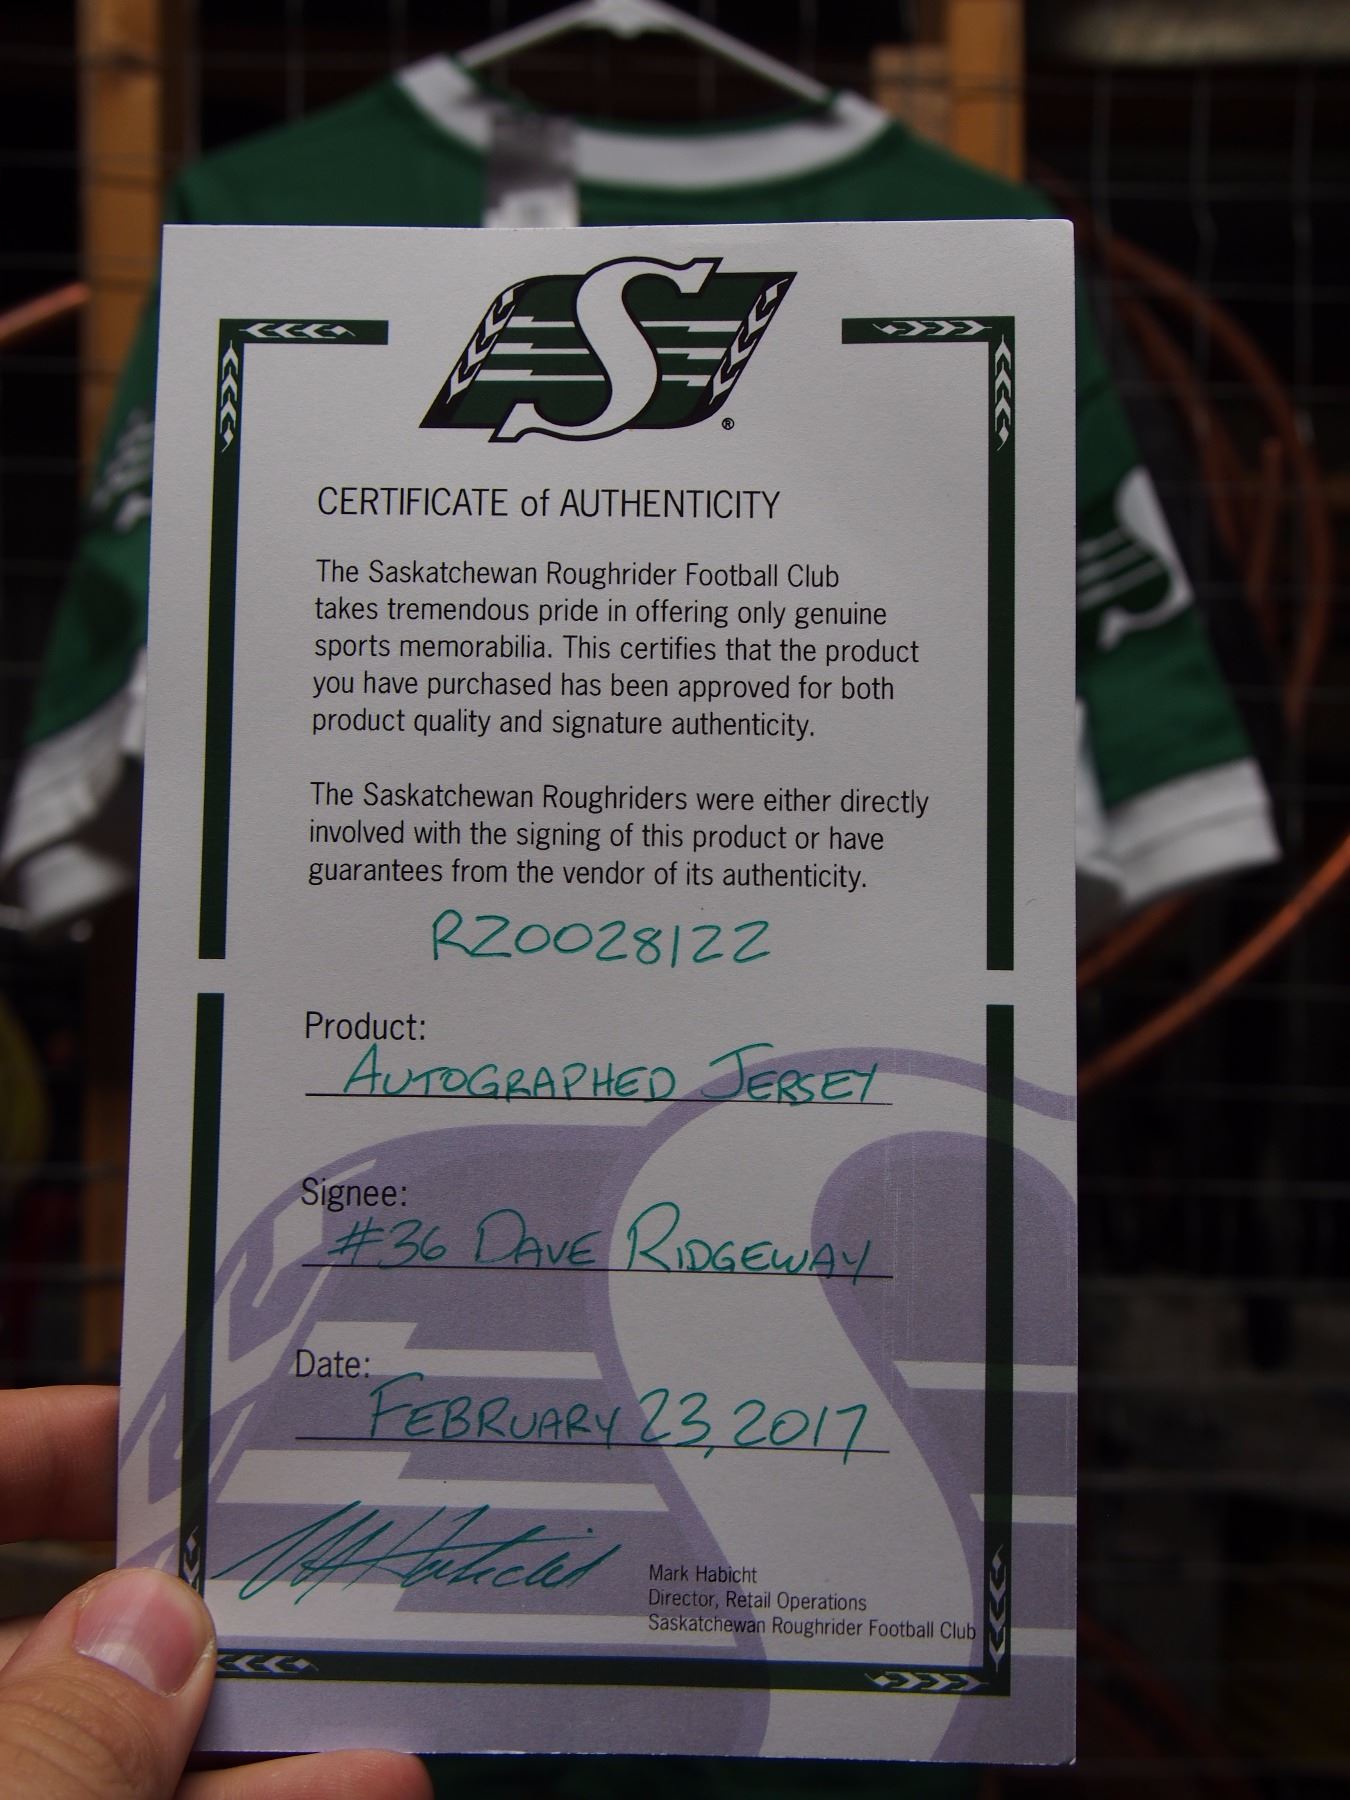 S
®
CERTIFICATE of AUTHENTICITY
The Saskatchewan Roughrider Football Club
takes tremendous pride in offering only genuine
sports memorabilia. This certifies that the product
you have purchased has been approved for both
product quality and signature authenticity.
The Saskatchewan Roughriders were either directly
involved with the signing of this product or have
guarantees from the vendor of its authenticity.
RZ0028122
Product:
AUTOGRAPHED JERSEY
Signee:
#36 DAVE RIDGEWAY
Date:
FEBRUARY 23, 2017
Mark Habicht
Director, Retail Operations
Saskatchewan Roughrider Football Club